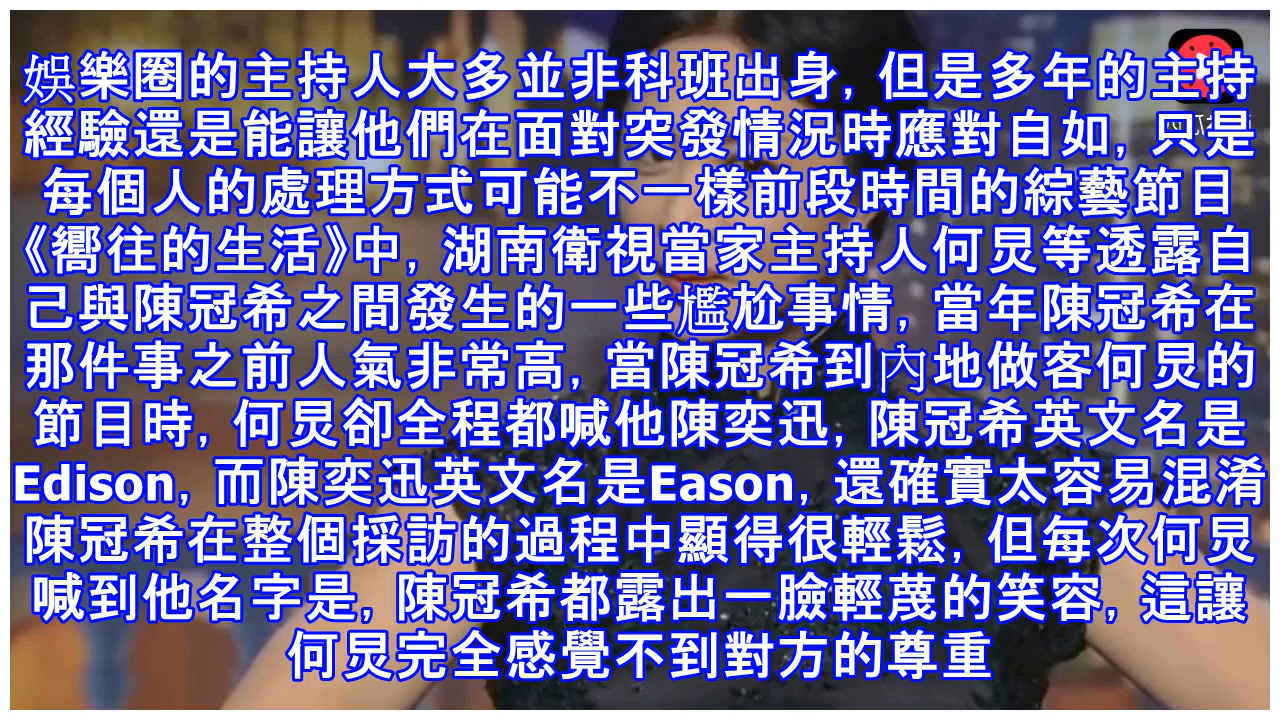 娛樂圈的主持人大多並非科班出身, 但是多年的主持
經驗還是能讓他們在面對突發情況時應對自如, 只是
每個人的處理方式可能不一樣前段時間的綜藝節目
《嚮往的生活》中, 湖南衛視當家主持人何炅等透露自
己與陳冠希之間發生的一些尷尬事情, 當年陳冠希在
那件事之前人氣非常高, 當陳冠希到內地做客何炅的
節目時, 何炅卻全程都喊他陳奕迅, 陳冠希英文名是
Edison, 而陳奕迅英文名是Eason, 還確實太容易混淆
陳冠希在整個採訪的過程中顯得很輕鬆, 但每次何炅
喊到他名字是, 陳冠希都露出一臉輕蔑的笑容, 這讓
何炅完全感覺不到對方的尊重